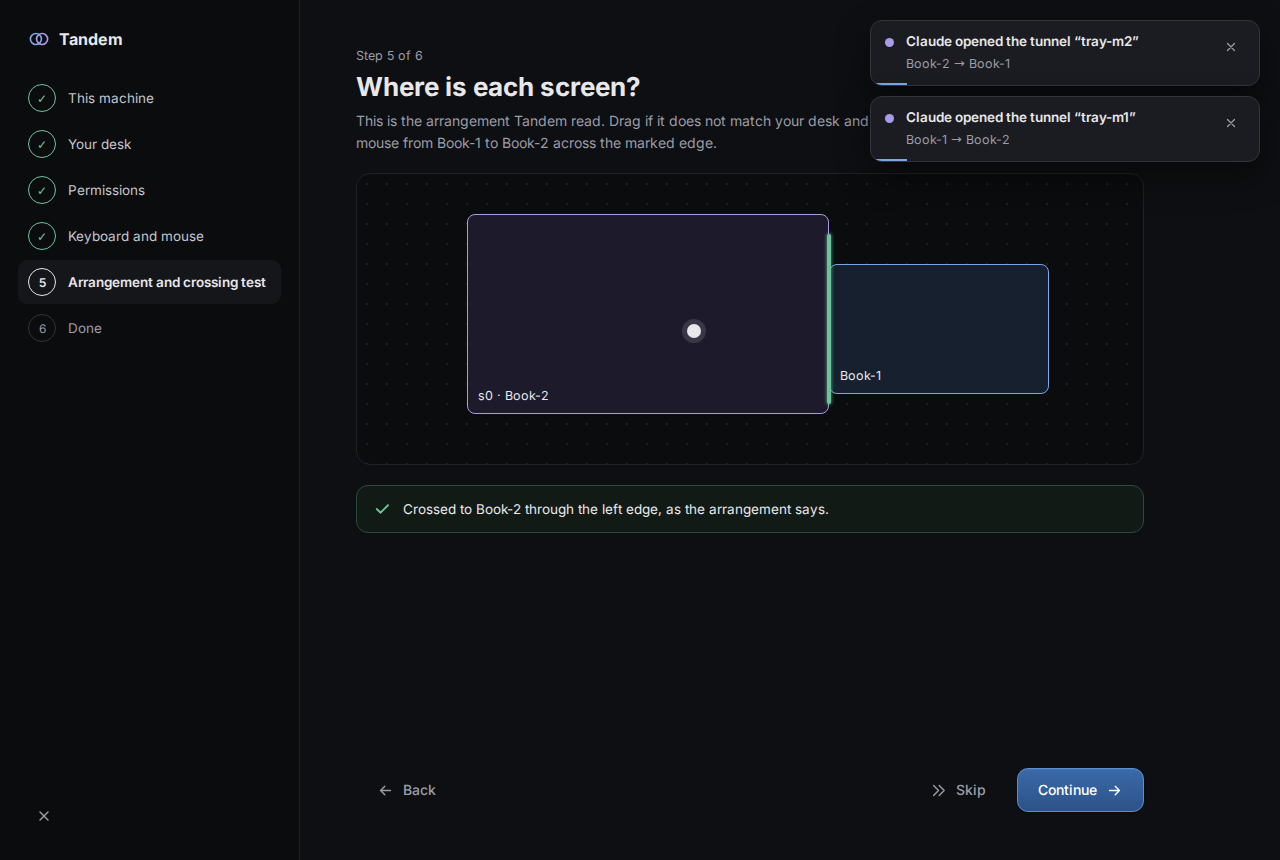 Tandem
✓ This machine
✓ Your desk
✓ Permissions
✓ Keyboard and mouse
5 Arrangement and crossing test
6 Done
Step 5 of 6
Where is each screen?
This is the arrangement Tandem read. Drag if it does not match your desk and
mouse from Book-1 to Book-2 across the marked edge.
Claude opened the tunnel “tray-m2”
Book-2 → Book-1
Claude opened the tunnel “tray-m1”
Book-1 → Book-2
s0 · Book-2
Book-1
Crossed to Book-2 through the left edge, as the arrangement says.
Back
Skip
Continue